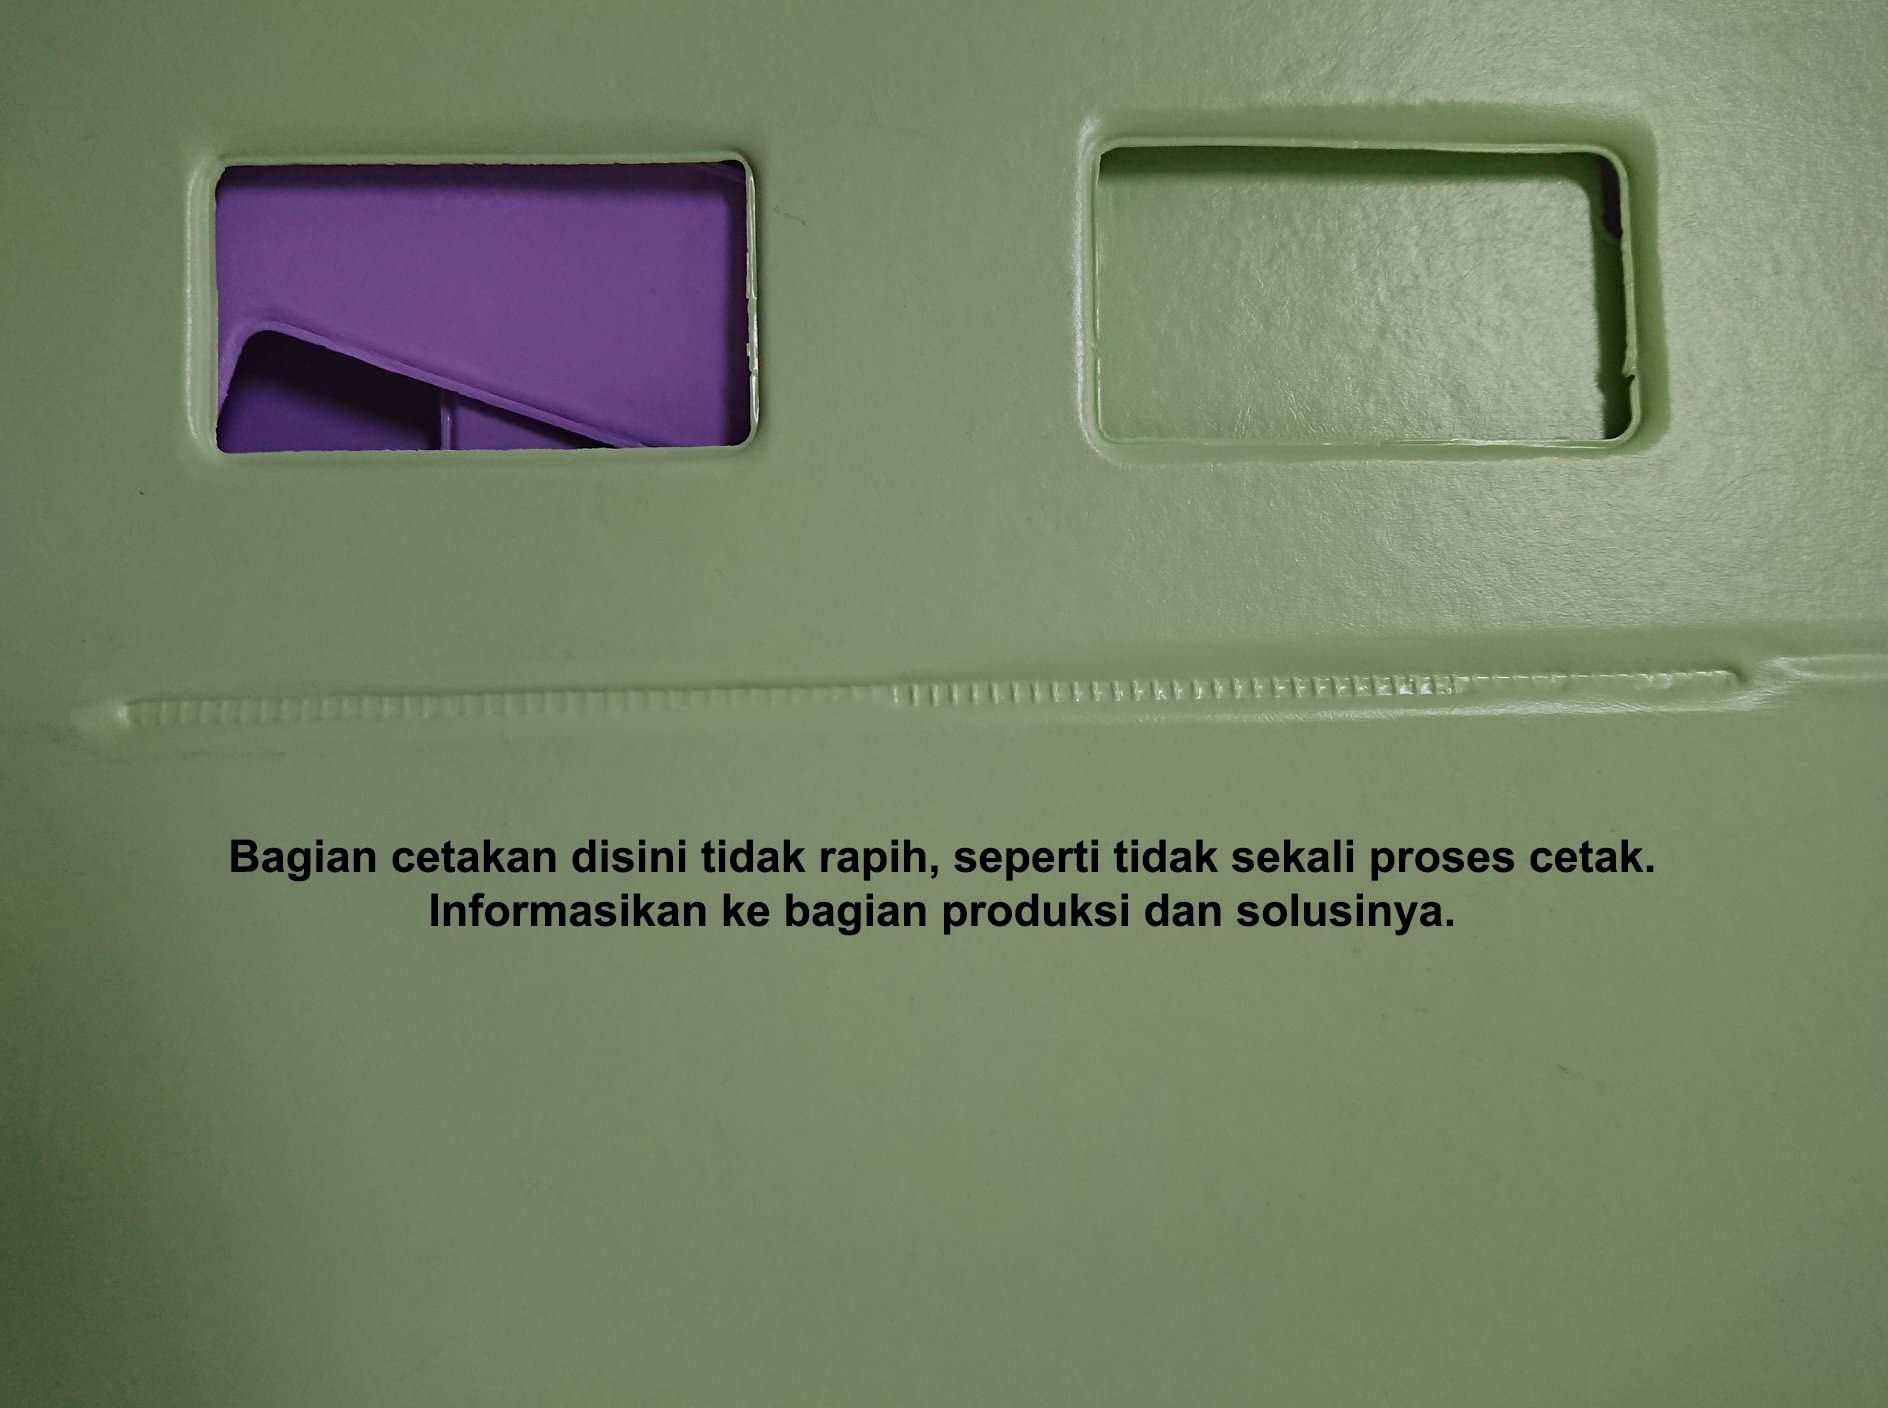 Bagian cetakan disini tidak rapih, seperti tidak sekali proses cetak.
Informasikan ke bagian produksi dan solusinya.